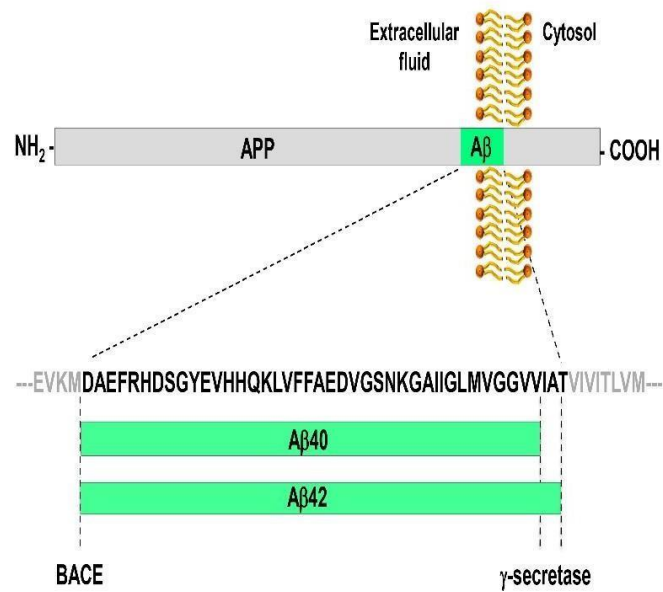 Extracellular fluid
Cytosol
NH₂ -
APP
Aβ
- COOH
---EVKMDAEFRHDSGYEVHHQKLVFFAEDVGSNKGAIIGLMVGGVVIATVIVITLVM---
Aβ40
Aβ42
BACE
γ-secretase